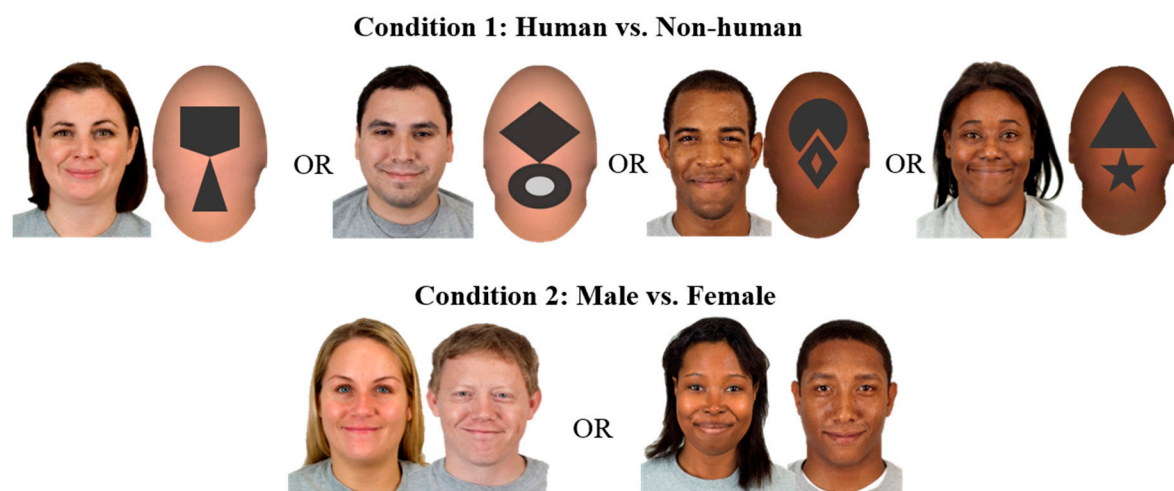 Condition 1: Human vs. Non-human
OR
OR
OR
Condition 2: Male vs. Female
OR